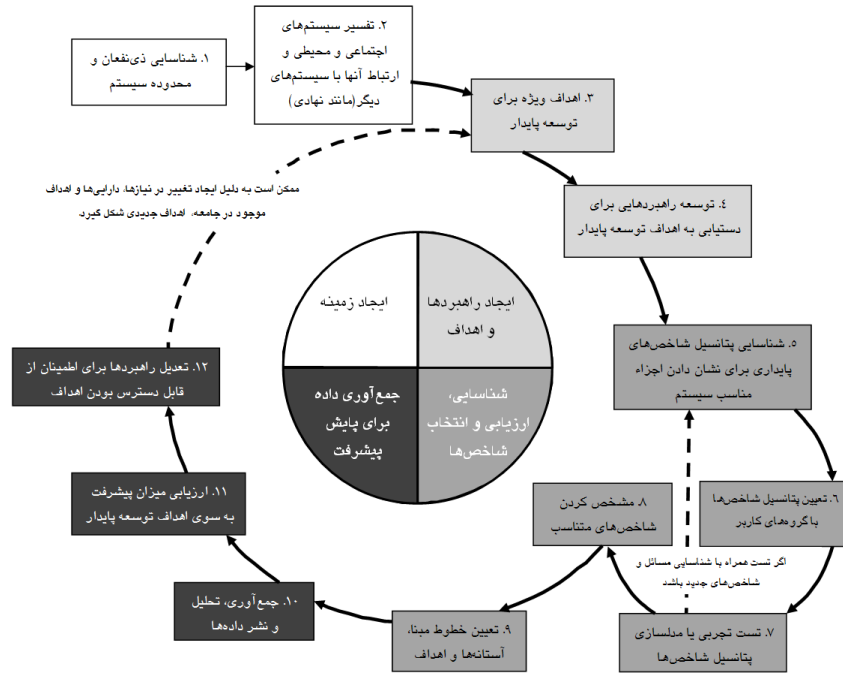 ۱. شناسایی ذی‌نفعان و
محدوده سیستم
۲. تفسیر سیستم‌های
اجتماعی و محیطی و
ارتباط آنها با سیستم‌های
دیگر(مانند نهادی)
۳. اهداف ویژه برای
توسعه پایدار
۴. توسعه راهبردهایی برای
دستیابی به اهداف توسعه پایدار
۵. شناسایی پتانسیل شاخص‌های
پایداری برای نشان دادن اجزاء
مناسب سیستم
۶. تعیین پتانسیل شاخص‌ها
با گروه‌های کاربر
۷. تست تجربی یا مدلسازی
پتانسیل شاخص‌ها
اگر تست همراه با شناسایی مسائل و
شاخص‌های جدید باشد
۸. مشخص کردن
شاخص‌های متناسب
۹. تعیین خطوط مبنا،
آستانه‌ها و اهداف
۱۰. جمع‌آوری، تحلیل
و نشر داده‌ها
۱۱. ارزیابی میزان پیشرفت
به سوی اهداف توسعه پایدار
۱۲. تعدیل راهبردها برای اطمینان از
قابل دسترس بودن اهداف
ممکن است به دلیل ایجاد تغییر در نیازها، دارایی‌ها و اهداف
موجود در جامعه، اهداف جدیدی شکل گیرد.
ایجاد زمینه
ایجاد راهبردها
و اهداف
شناسایی،
ارزیابی و انتخاب
شاخص‌ها
جمع‌آوری داده
برای پایش
پیشرفت